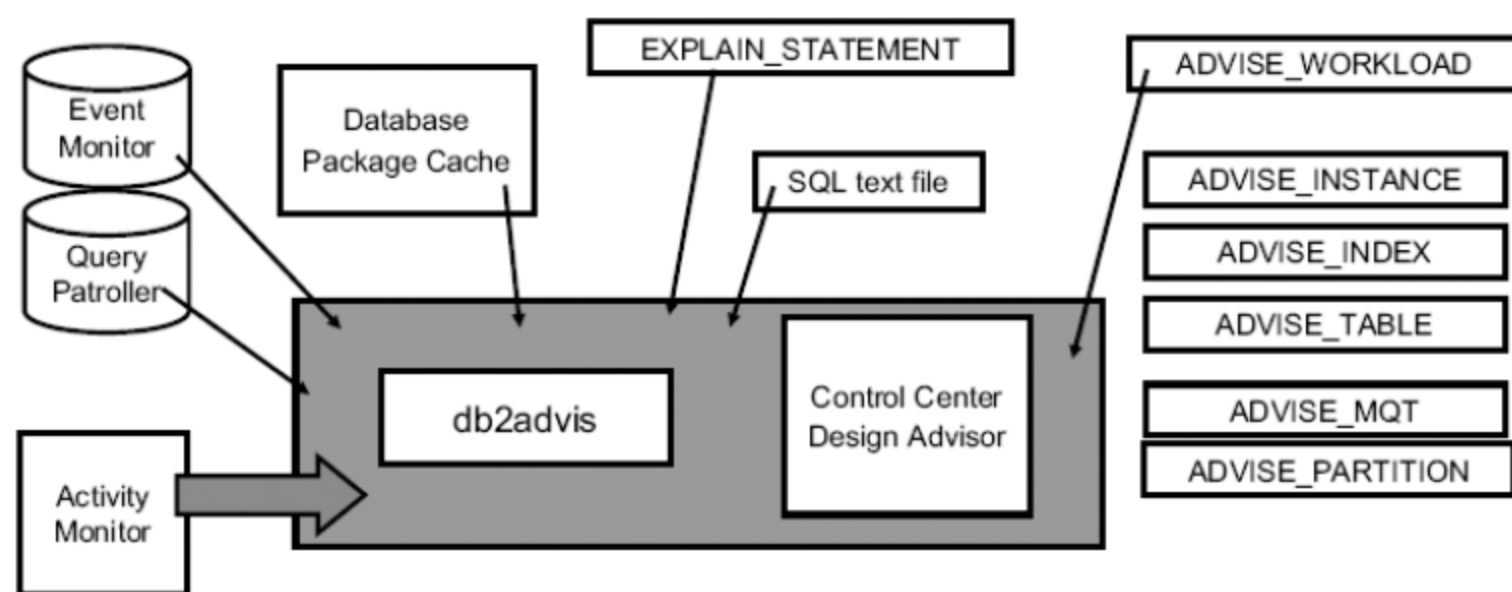 EXPLAIN_STATEMENT
ADVISE_WORKLOAD
Event
Monitor
Database
Package Cache
SQL text file
ADVISE_INSTANCE
Query
Patroller
ADVISE_INDEX
ADVISE_TABLE
db2advis
Control Center
Design Advisor
ADVISE_MQT
ADVISE_PARTITION
Activity
Monitor